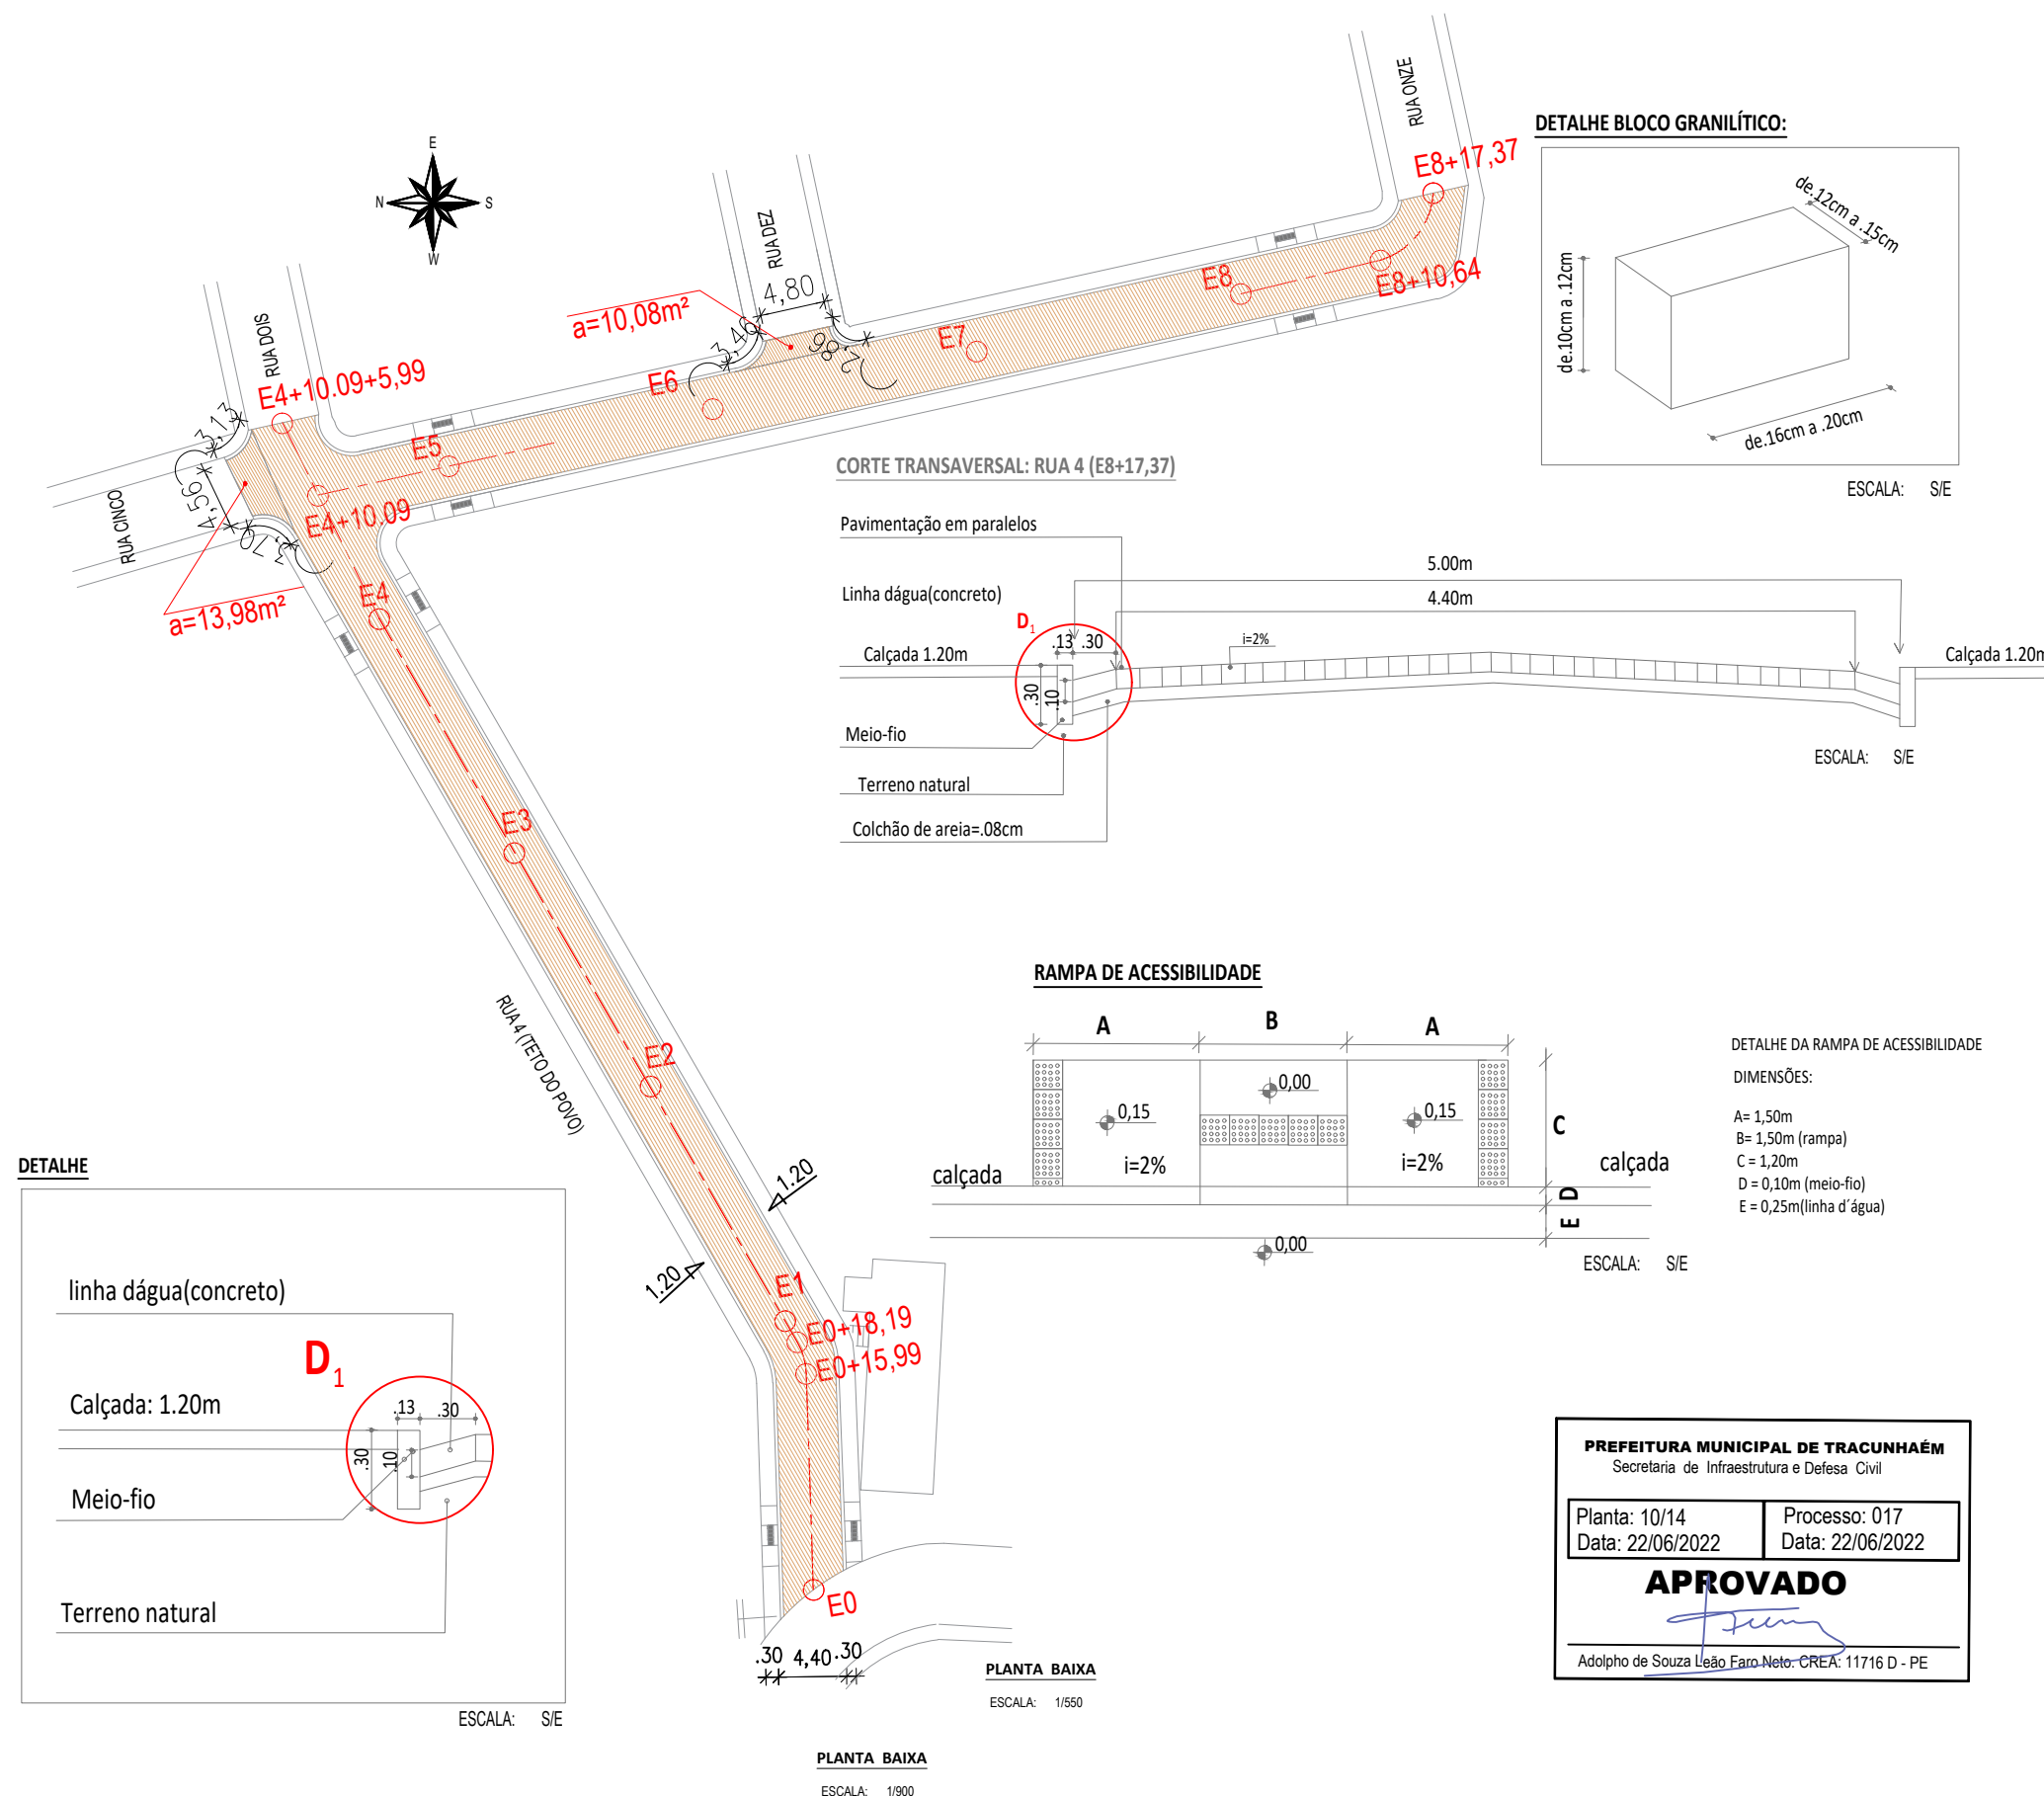 RUA ONZE
E8+17,37
DETALHE BLOCO GRANILÍTICO:
de.12cm a .15cm
de.10cm a .12cm
de.16cm a .20cm
ESCALA: S/E
E
N
S
W
RUA DEZ
4,80
a=10,08m²
3,46
2,86
E8
E8+10,64
E7
E6
RUA DOIS
E4+10.09+5,99
3,13
E5
4,56
RUA CINCO
E4+10.09
3,70
E4
a=13,98m²
CORTE TRANSAVERSAL: RUA 4 (E8+17,37)
Pavimentação em paralelos
5.00m
Linha dágua(concreto)
4.40m
D1
.13 .30
i=2%
Calçada 1.20m
Calçada 1.20m
.30
.10
Meio-fio
ESCALA: S/E
Terreno natural
Colchão de areia=.08cm
E3
RUA 4 (TETO DO POVO)
E2
RAMPA DE ACESSIBILIDADE
A
B
A
0,00
0,15
0,15
C
i=2%
i=2%
calçada
calçada
D
E
0,00
ESCALA: S/E
DETALHE DA RAMPA DE ACESSIBILIDADE
DIMENSÕES:
A= 1,50m
B= 1,50m (rampa)
C = 1,20m
D = 0,10m (meio-fio)
E = 0,25m(linha d´água)
1.20
1.20
E1
E0+18,19
E0+15,99
E0
.30 4,40 .30
PLANTA BAIXA
ESCALA: 1/550
PLANTA BAIXA
ESCALA: 1/900
DETALHE
linha dágua(concreto)
D1
Calçada: 1.20m
.13 .30
.30
.10
Meio-fio
Terreno natural
ESCALA: S/E
PREFEITURA MUNICIPAL DE TRACUNHAÉM
Secretaria de Infraestrutura e Defesa Civil
Planta: 10/14
Data: 22/06/2022
Processo: 017
Data: 22/06/2022
APROVADO
Adolpho de Souza Leão Faro Neto. CREA: 11716 D - PE